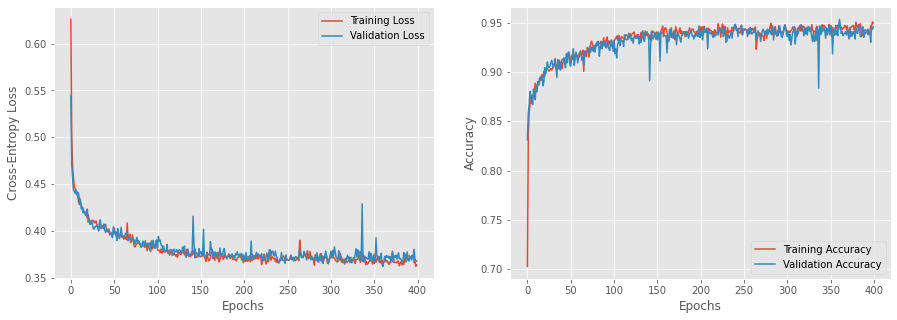 Training Loss
Validation Loss
0.60
0.55
0.50
0.45
0.40
0.35
Cross-Entropy Loss
0 50 100 150 200 250 300 350 400
Epochs
0.95
0.90
0.85
0.80
0.75
0.70
Accuracy
Training Accuracy
Validation Accuracy
0 50 100 150 200 250 300 350 400
Epochs